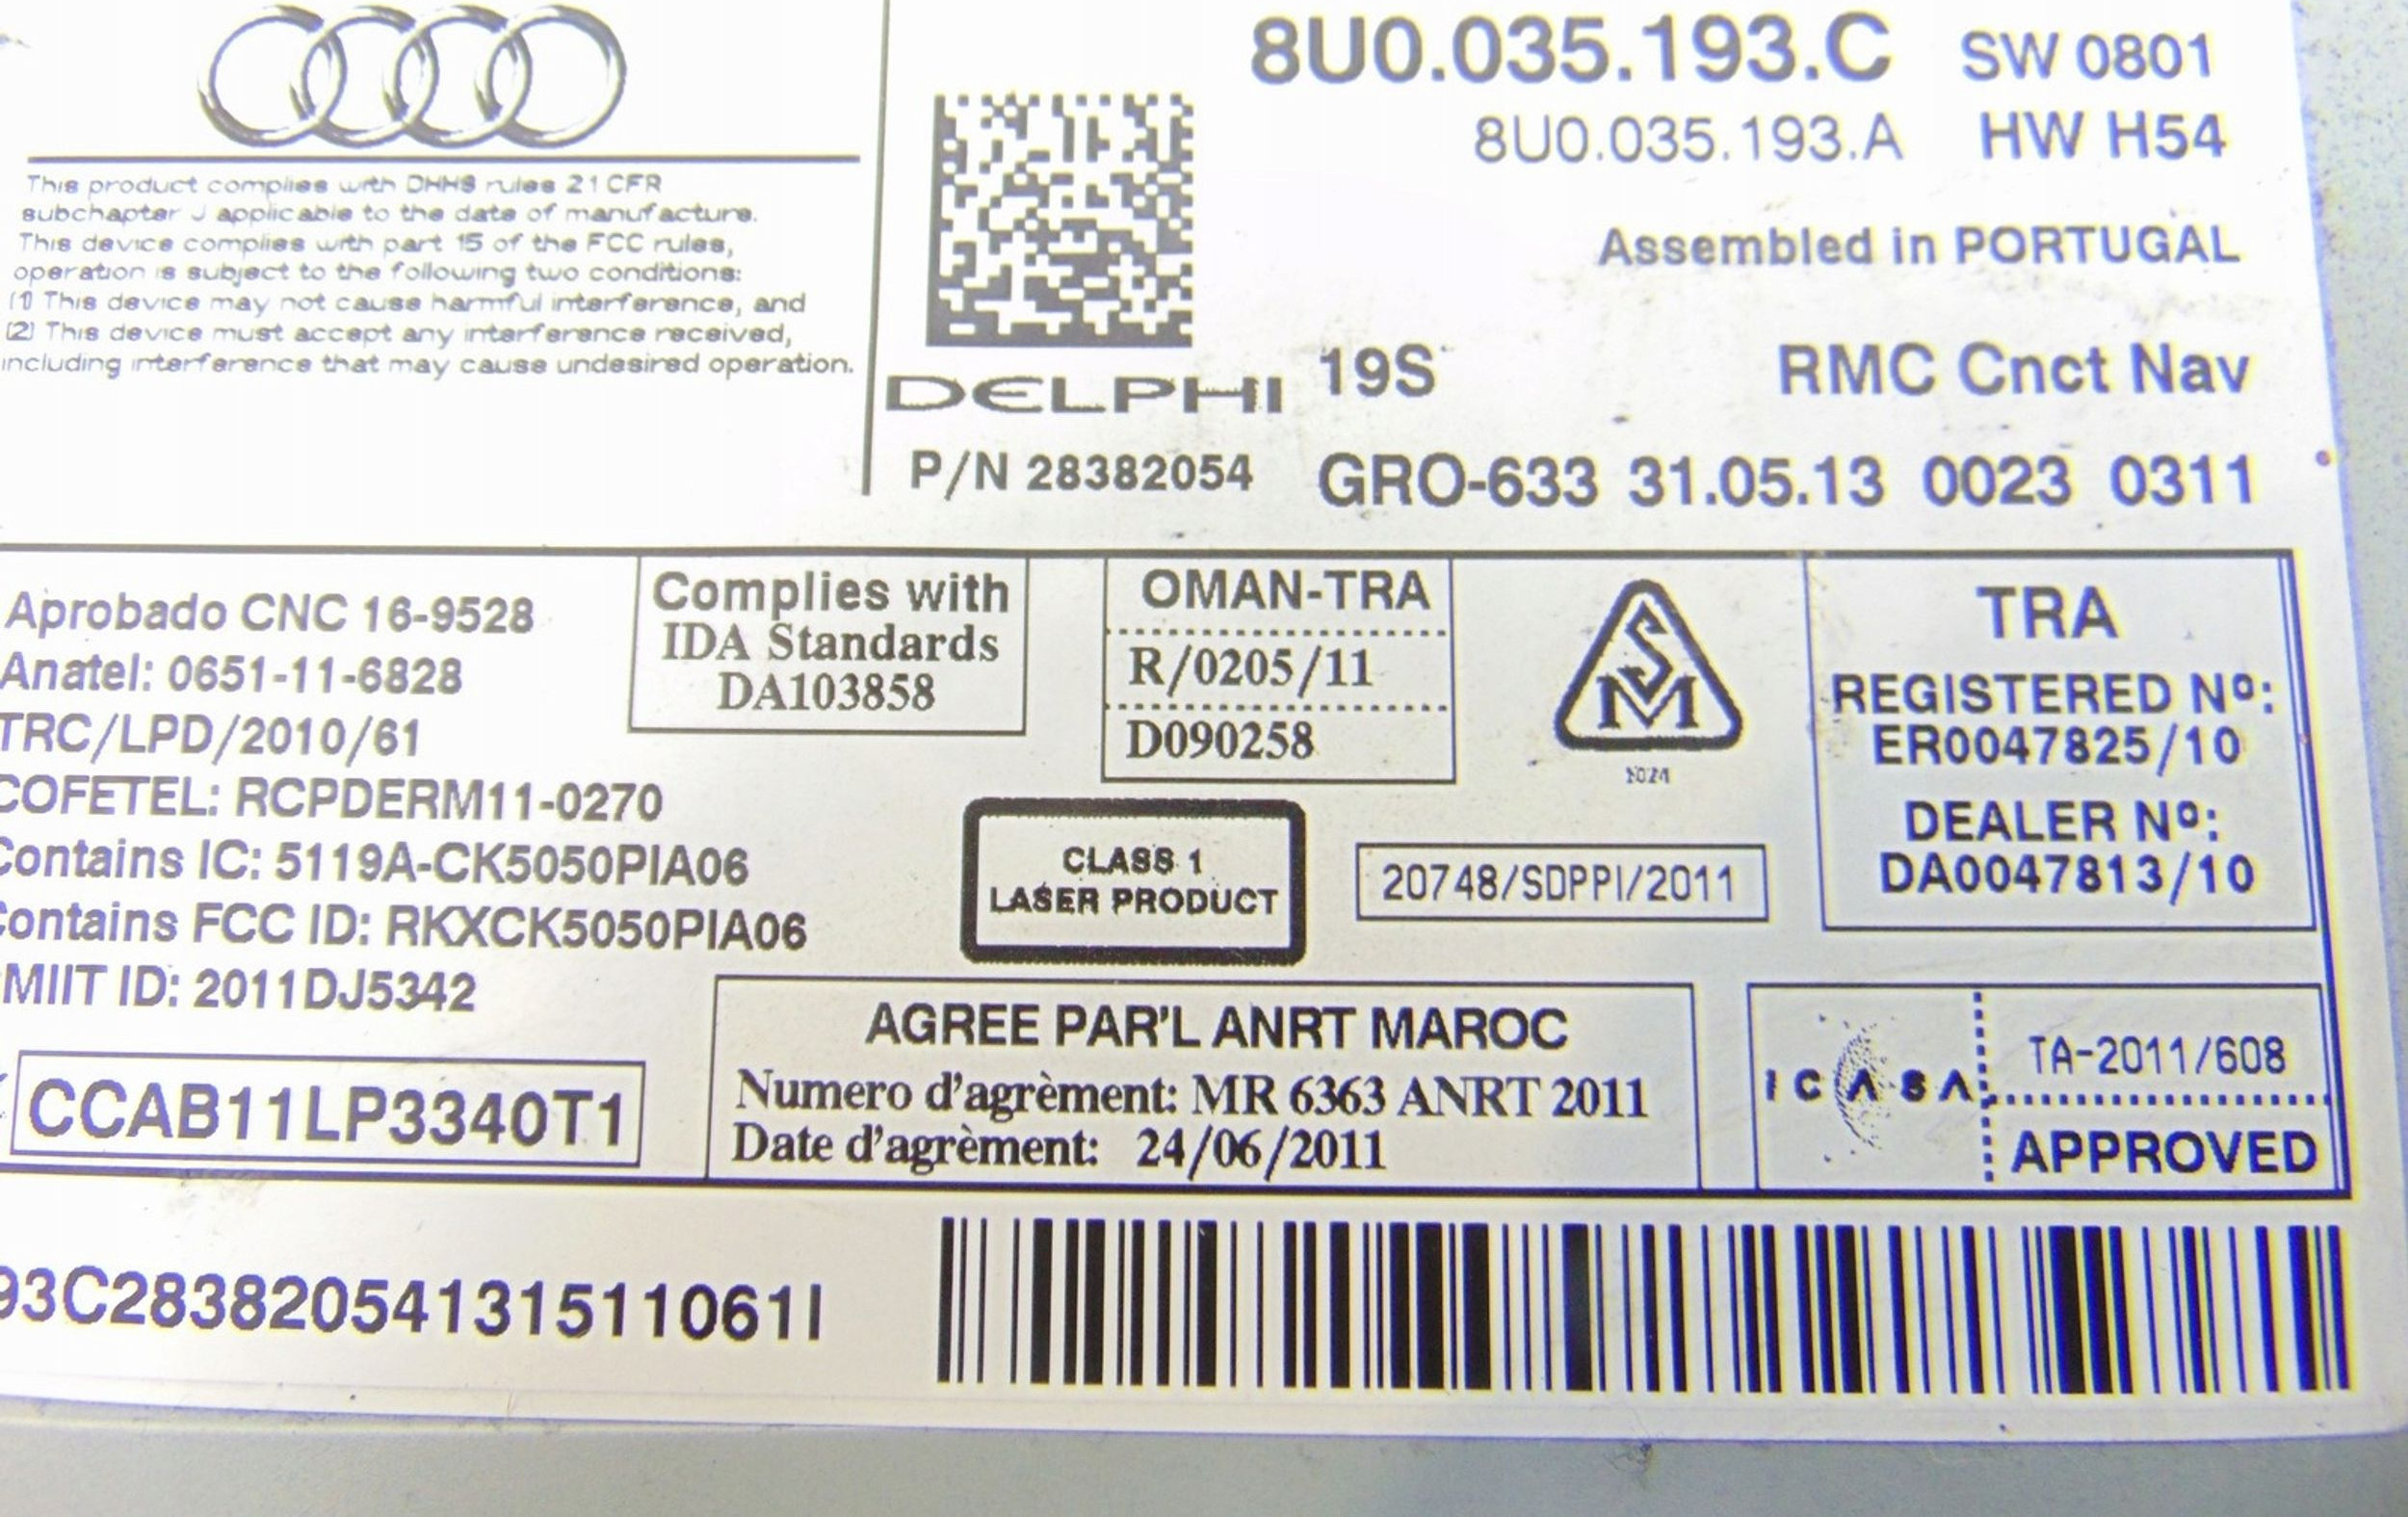 This product complies with DHHS rules 21 CFR
subchapter J applicable to the date of manufacture.
This device complies with part 15 of the FCC rules,
operation is subject to the following two conditions:
(1) This device may not cause harmful interference, and
(2) This device must accept any interference received,
including interference that may cause undesired operation.
8U0.035.193.C SW 0801
8U0.035.193.A HW H54
Assembled in PORTUGAL
DELPHI 19S RMC Cnct Nav
P/N 28382054 GRO-633 31.05.13 0023 0311
Aprobado CNC 16-9528
Anatel: 0651-11-6828
TRC/LPD/2010/61
COFETEL: RCPDERM11-0270
Contains IC: 5119A-CK5050PIA06
Contains FCC ID: RKXCK5050PIA06
MIIT ID: 2011DJ5342
CCAB11LP3340T1
Complies with
IDA Standards
DA103858
OMAN-TRA
R/0205/11
D090258
SM
TRA
REGISTERED Nº:
ER0047825/10
DEALER Nº:
DA0047813/10
CLASS 1
LASER PRODUCT
20748/SDPPI/2011
AGREE PAR'L ANRT MAROC
Numero d'agrèment: MR 6363 ANRT 2011
Date d'agrèment: 24/06/2011
ICASA
TA-2011/608
APPROVED
93C28382054131511061I